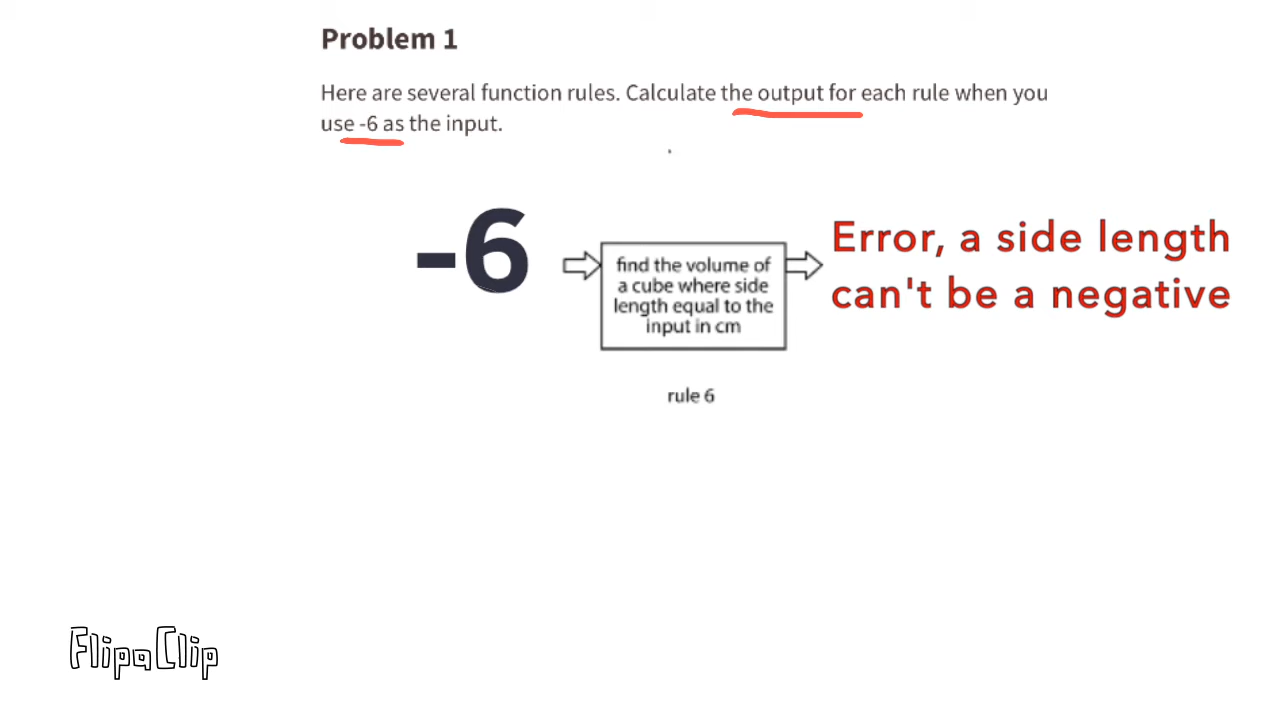 Problem 1
Here are several function rules. Calculate the output for each rule when you
use -6 as the input.
-6
find the volume of
a cube where side
length equal to the
input in cm
Error, a side length
can't be a negative
rule 6
FlipaClip